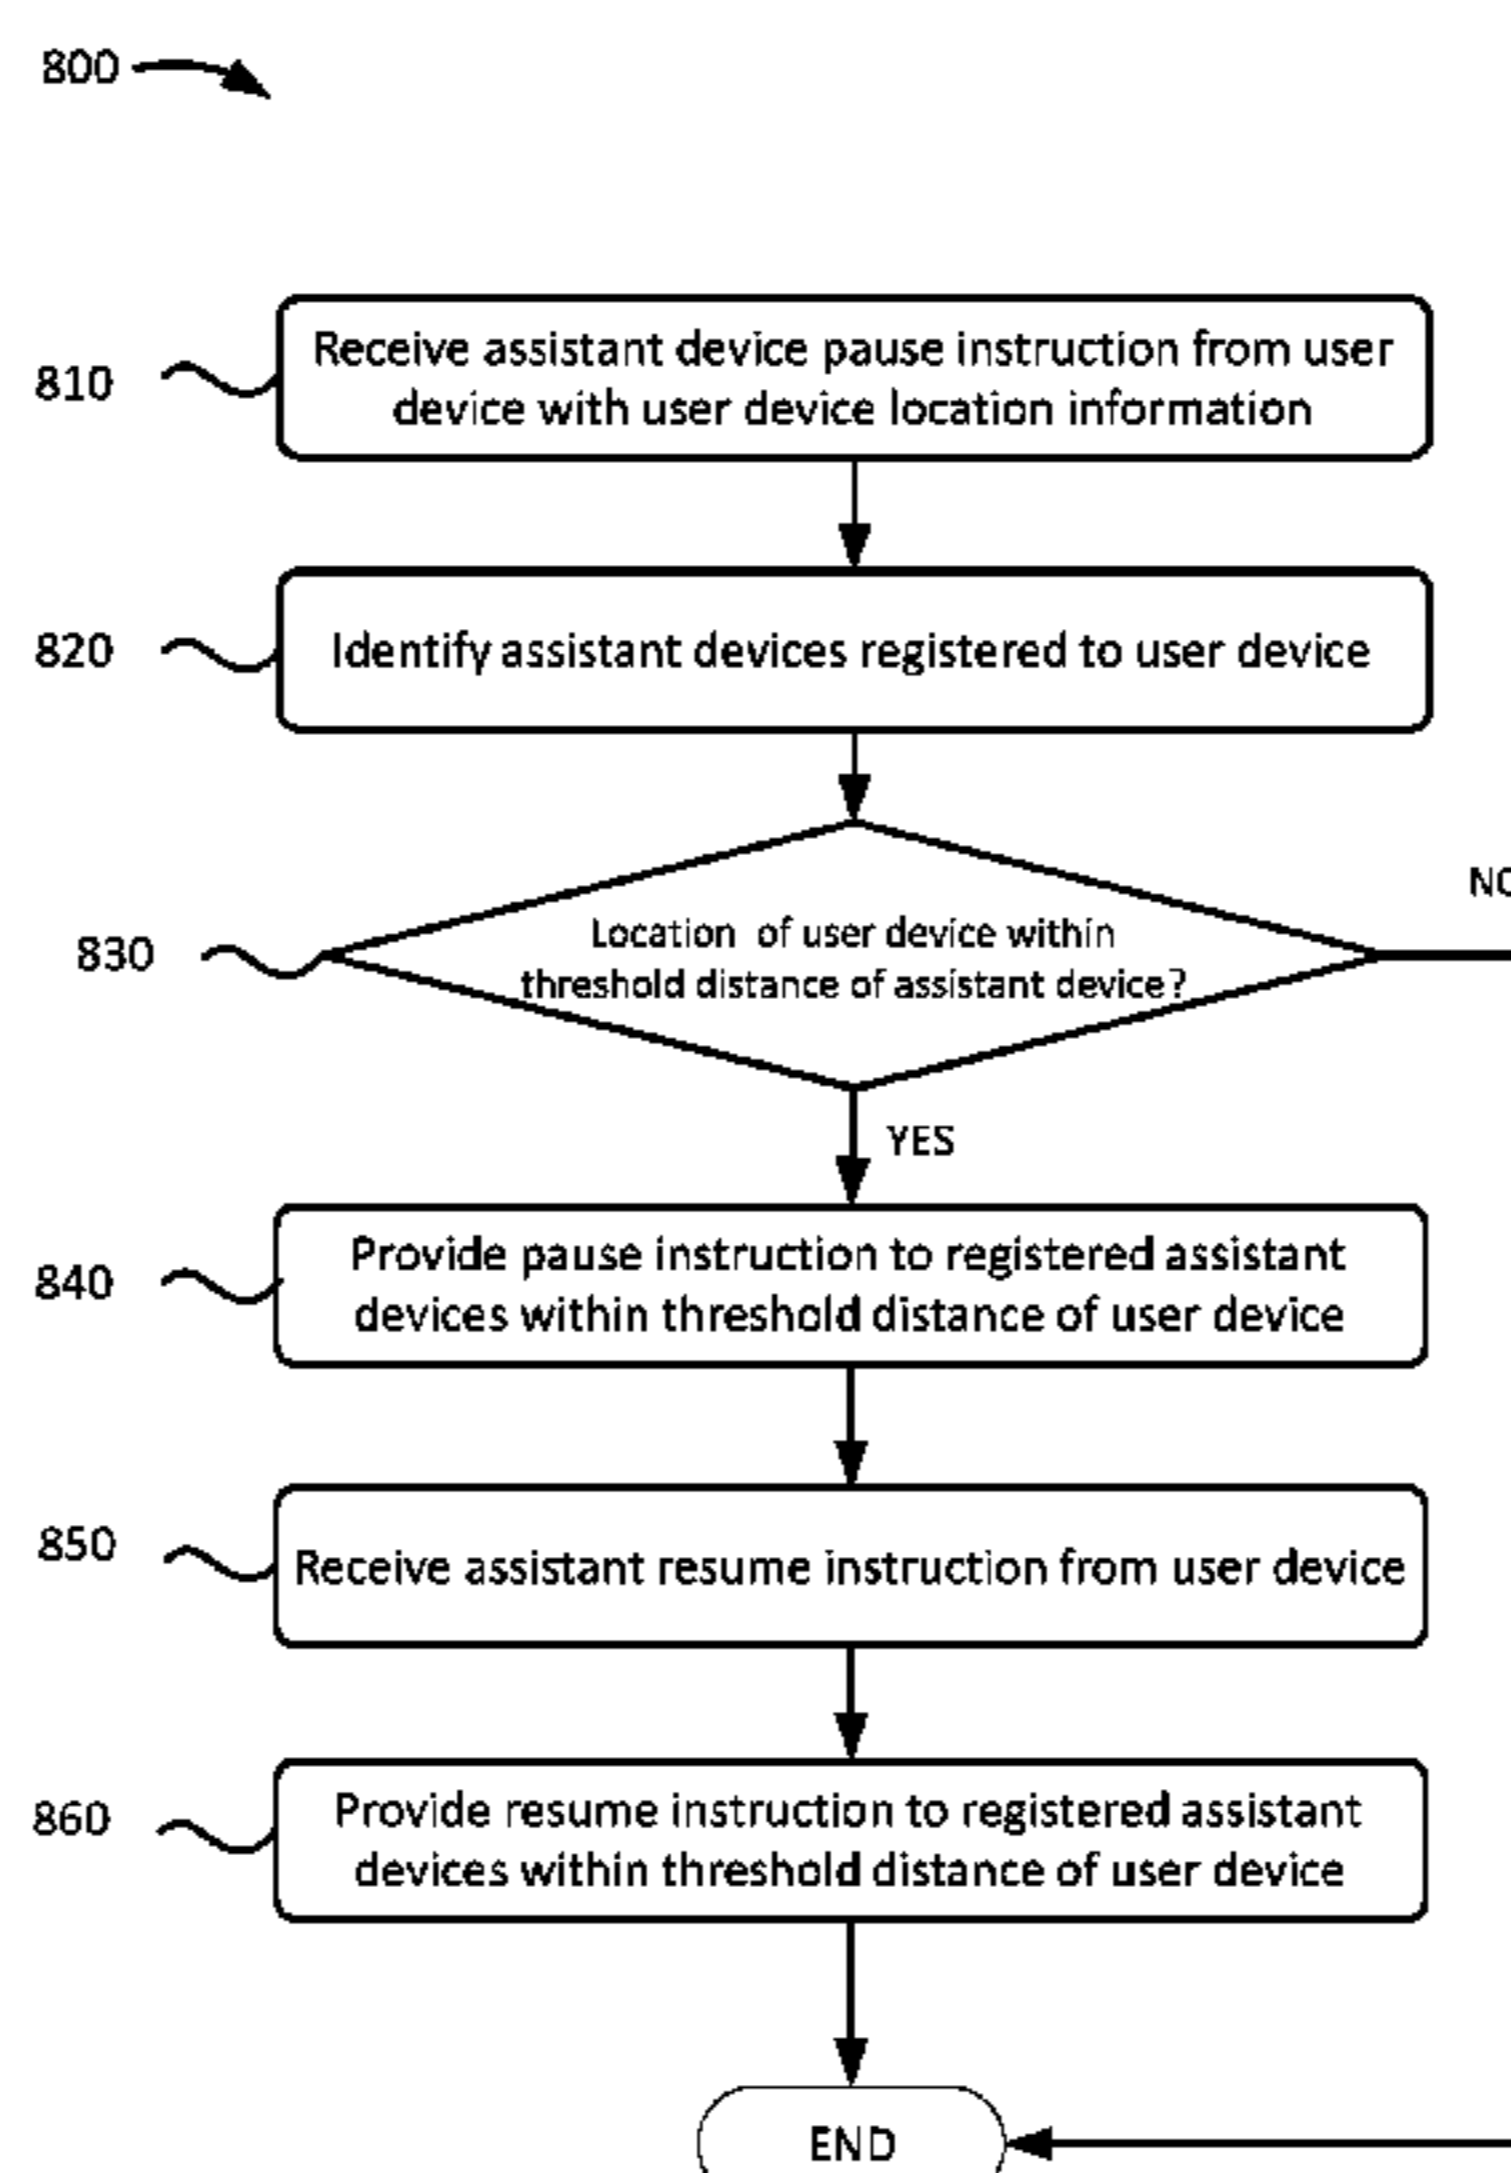 800
810
Receive assistant device pause instruction from user
device with user device location information
820
Identify assistant devices registered to user device
830
Location of user device within
threshold distance of assistant device?
NO
YES
840
Provide pause instruction to registered assistant
devices within threshold distance of user device
850
Receive assistant resume instruction from user device
860
Provide resume instruction to registered assistant
devices within threshold distance of user device
END